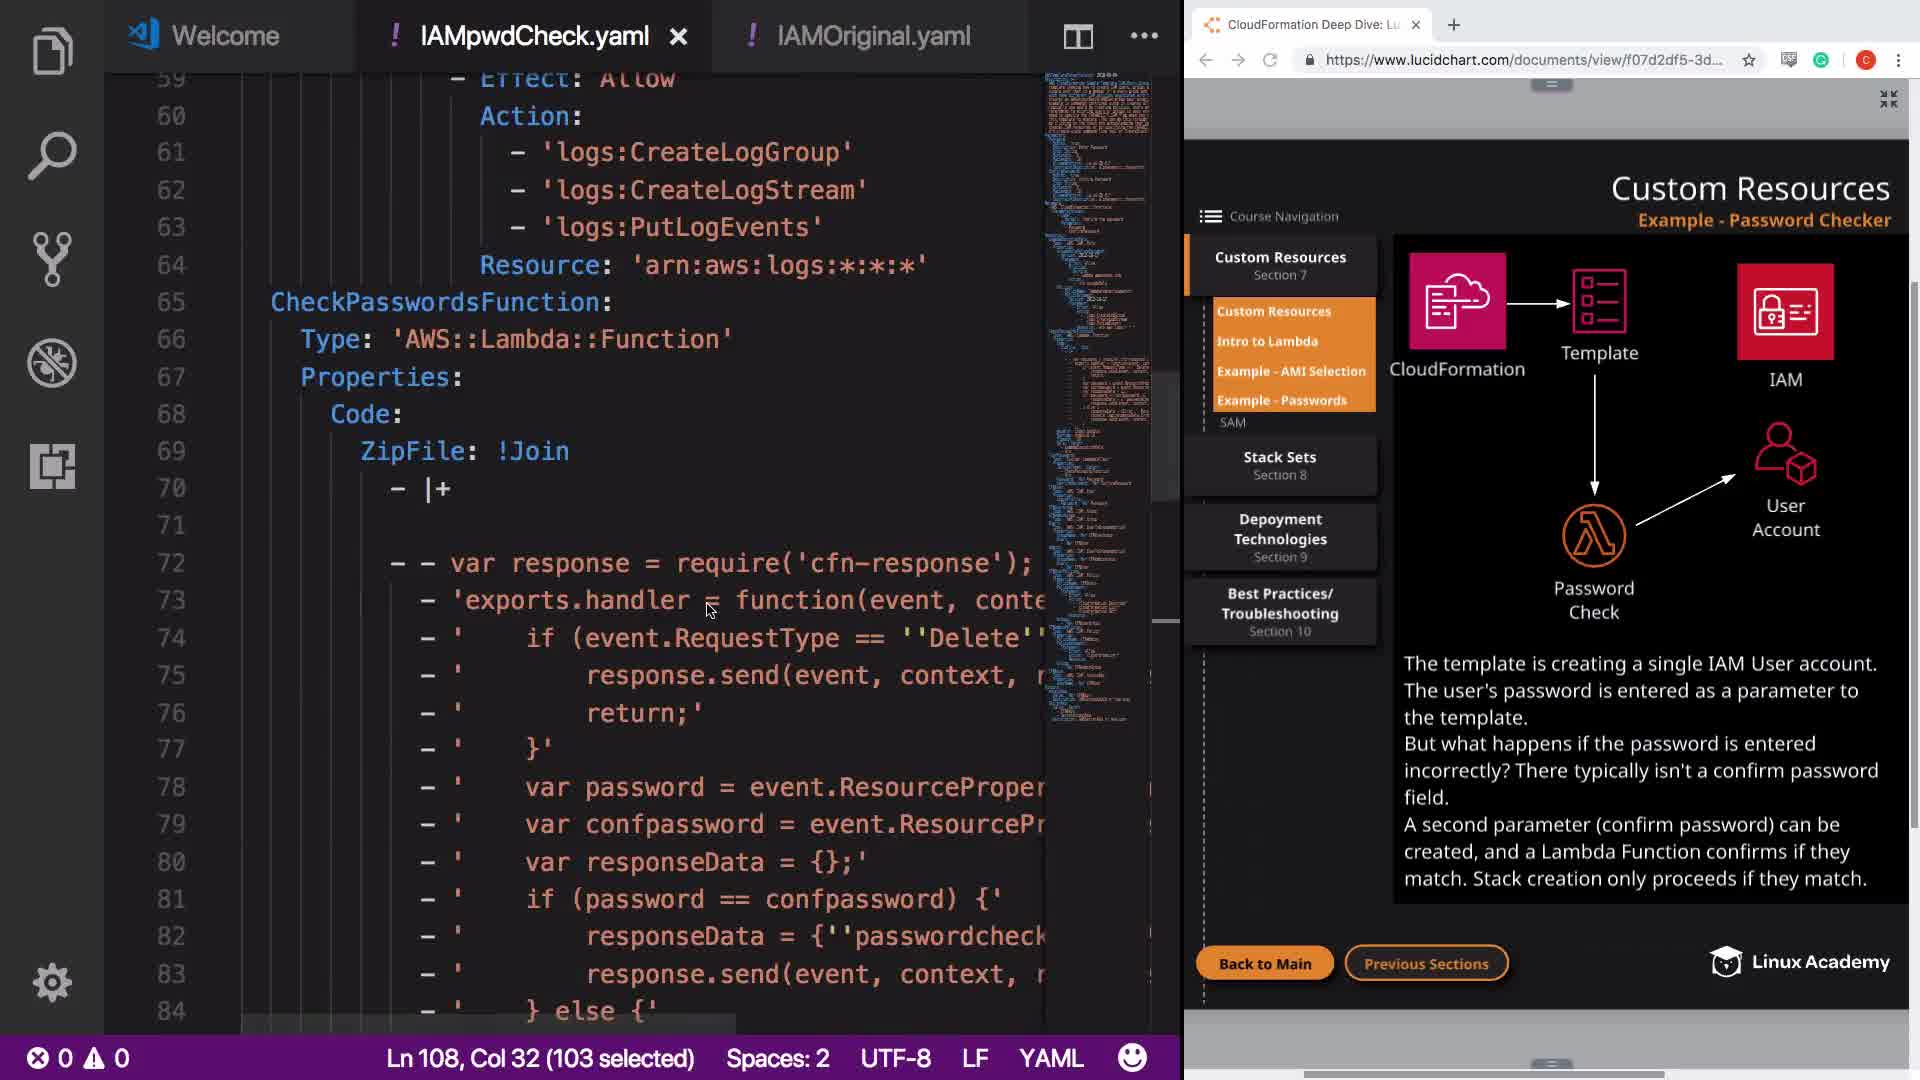 Welcome
! IAMpwdCheck.yaml ×
! IAMOriginal.yaml
59 - Effect: Allow
60 Action:
61 - 'logs:CreateLogGroup'
62 - 'logs:CreateLogStream'
63 - 'logs:PutLogEvents'
64 Resource: 'arn:aws:logs:*:*:*'
65 CheckPasswordsFunction:
66 Type: 'AWS::Lambda::Function'
67 Properties:
68 Code:
69 ZipFile: !Join
70 - |+
71
72 - - var response = require('cfn-response');
73 - 'exports.handler = function(event, conte
74 - ' if (event.RequestType == ''Delete''
75 - ' response.send(event, context, r
76 - ' return;'
77 - ' }'
78 - ' var password = event.ResourceProper
79 - ' var confpassword = event.ResourcePr
80 - ' var responseData = {};'
81 - ' if (password == confpassword) {'
82 - ' responseData = {''passwordcheck
83 - ' response.send(event, context, r
84 - ' } else {'
0 0
Ln 108, Col 32 (103 selected)
Spaces: 2
UTF-8
LF
YAML
CloudFormation Deep Dive: Lu
https://www.lucidchart.com/documents/view/f07d2df5-3d...
C
Custom Resources
Example - Password Checker
Course Navigation
Custom Resources
Section 7
Custom Resources
Intro to Lambda
Example - AMI Selection
Example - Passwords
SAM
Stack Sets
Section 8
Depoyment
Technologies
Section 9
Best Practices/
Troubleshooting
Section 10
CloudFormation
Template
IAM
User
Account
Password
Check
The template is creating a single IAM User account.
The user's password is entered as a parameter to
the template.
But what happens if the password is entered
incorrectly? There typically isn't a confirm password
field.
A second parameter (confirm password) can be
created, and a Lambda Function confirms if they
match. Stack creation only proceeds if they match.
Back to Main
Previous Sections
Linux Academy